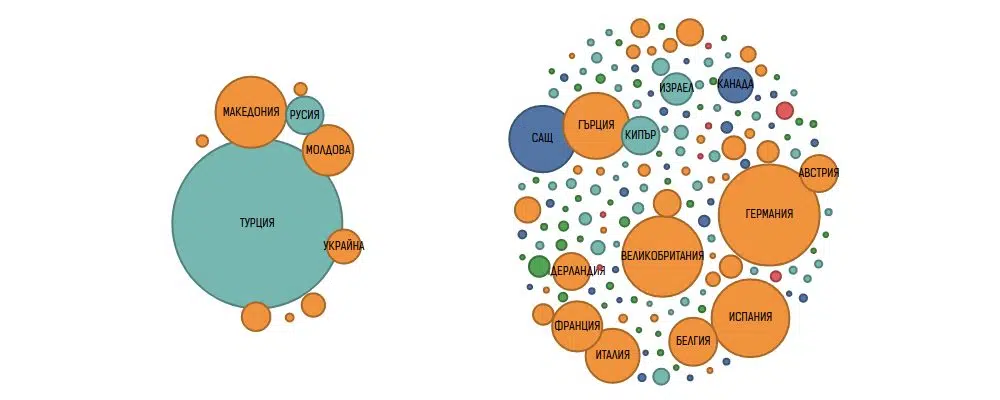 МАКЕДОНИЯ
РУСИЯ
МОЛДОВА
ТУРЦИЯ
УКРАЙНА
ИЗРАЕЛ
КАНАДА
САЩ
ГЪРЦИЯ
КИПЪР
АВСТРИЯ
ГЕРМАНИЯ
ВЕЛИКОБРИТАНИЯ
ДЕРЛАНДИЯ
ИСПАНИЯ
ФРАНЦИЯ
БЕЛГИЯ
ИТАЛИЯ